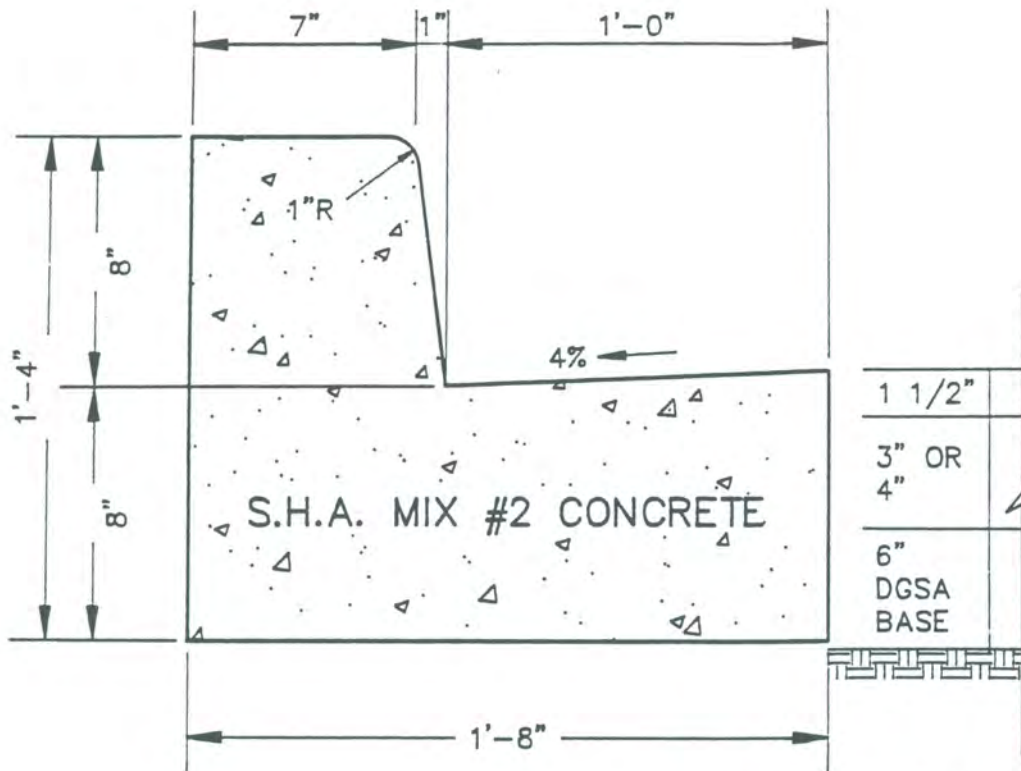 7" 1" 1'-0"
1"R
8"
1'-4"
4%
1 1/2"
3" OR
4"
8"
S.H.A. MIX #2 CONCRETE
6"
DGSA
BASE
1'-8"